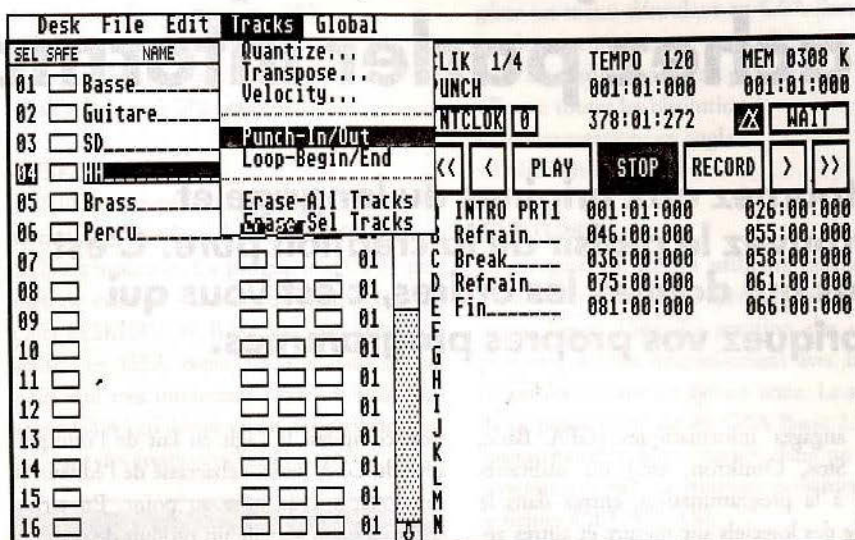 Desk File Edit Tracks Global
SEL SAFE NAME
01 Basse
02 Guitare
03 SD
04 HH
05 Brass
06 Percu
07 01
08 01
09 01
10 01
11 01
12 01
13 01
14 01
15 01
16 01
Quantize...
Transpose...
Velocity...
Punch-In/Out
Loop-Begin/End
Erase-All Tracks
Erase Sel Tracks
CLIK 1/4 TEMPO 120 MEM 0308 K
PUNCH 001:01:000 001:01:000
NTCLOK 0 378:01:272 WAIT
<< < PLAY STOP RECORD > >>
INTRO PRT1 001:01:000 026:00:000
Refrain 046:00:000 055:00:000
C Break 036:00:000 058:00:000
Refrain 075:00:000 061:00:000
E Fin 081:00:000 066:00:000
F
G
H
I
J
K
L
M
N